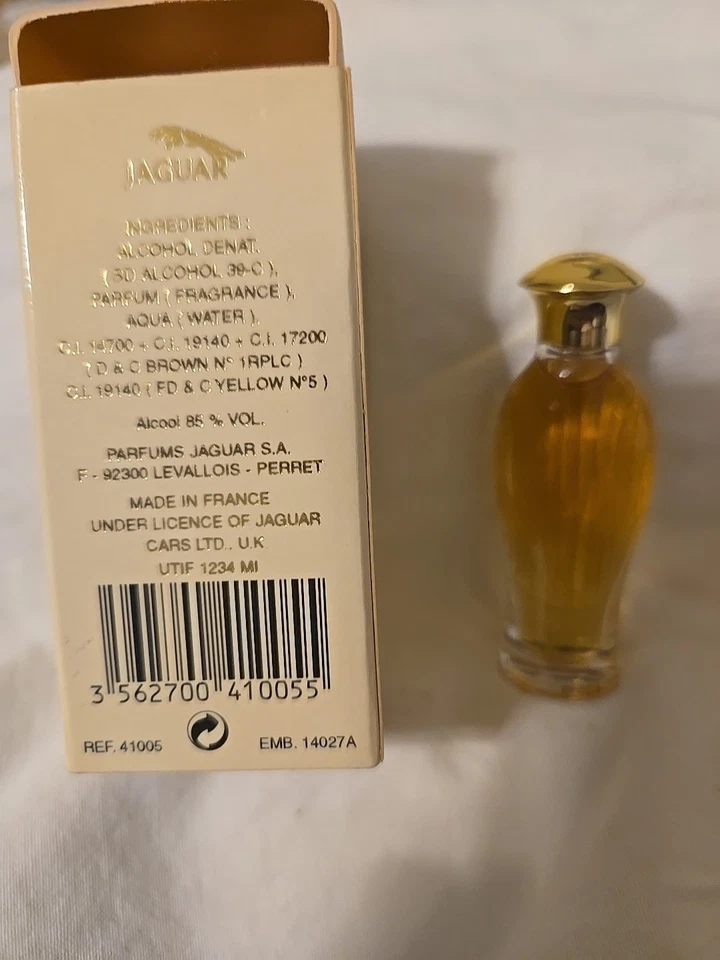 JAGUAR
INGREDIENTS :
ALCOHOL DENAT.
( SD ALCOHOL 39-C ),
PARFUM ( FRAGRANCE ),
AQUA ( WATER ),
C.I. 14700 + C.I. 19140 + C.I. 17200
( D & C BROWN N° 1RPLC )
C.I. 19140 ( FD & C YELLOW N°5 )
Alcool 85 % VOL.
PARFUMS JAGUAR S.A.
F - 92300 LEVALLOIS - PERRET
MADE IN FRANCE
UNDER LICENCE OF JAGUAR
CARS LTD., U.K
UTIF 1234 MI
3 562700 410055
REF. 41005 EMB. 14027A